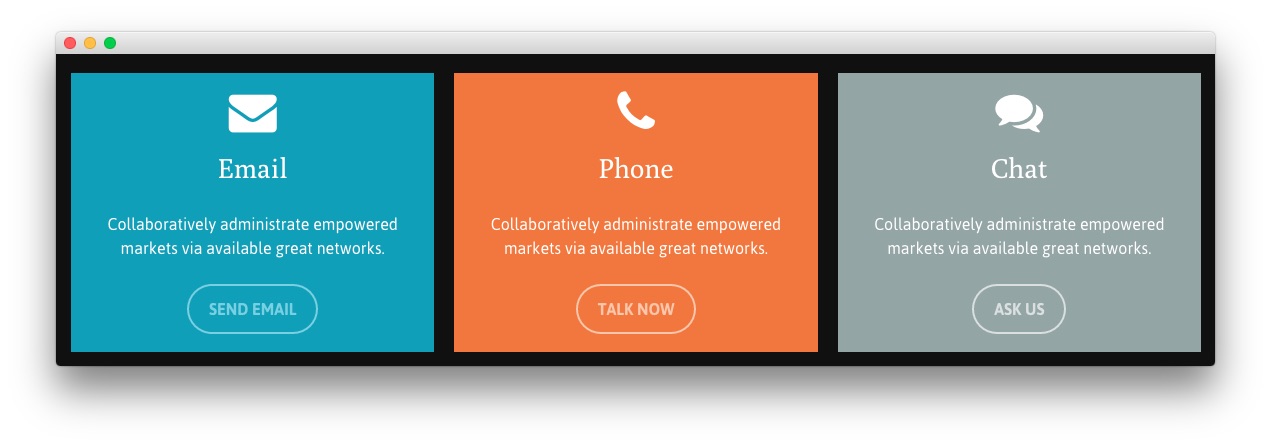 Email
Collaboratively administrate empowered
markets via available great networks.
SEND EMAIL
Phone
Collaboratively administrate empowered
markets via available great networks.
TALK NOW
Chat
Collaboratively administrate empowered
markets via available great networks.
ASK US